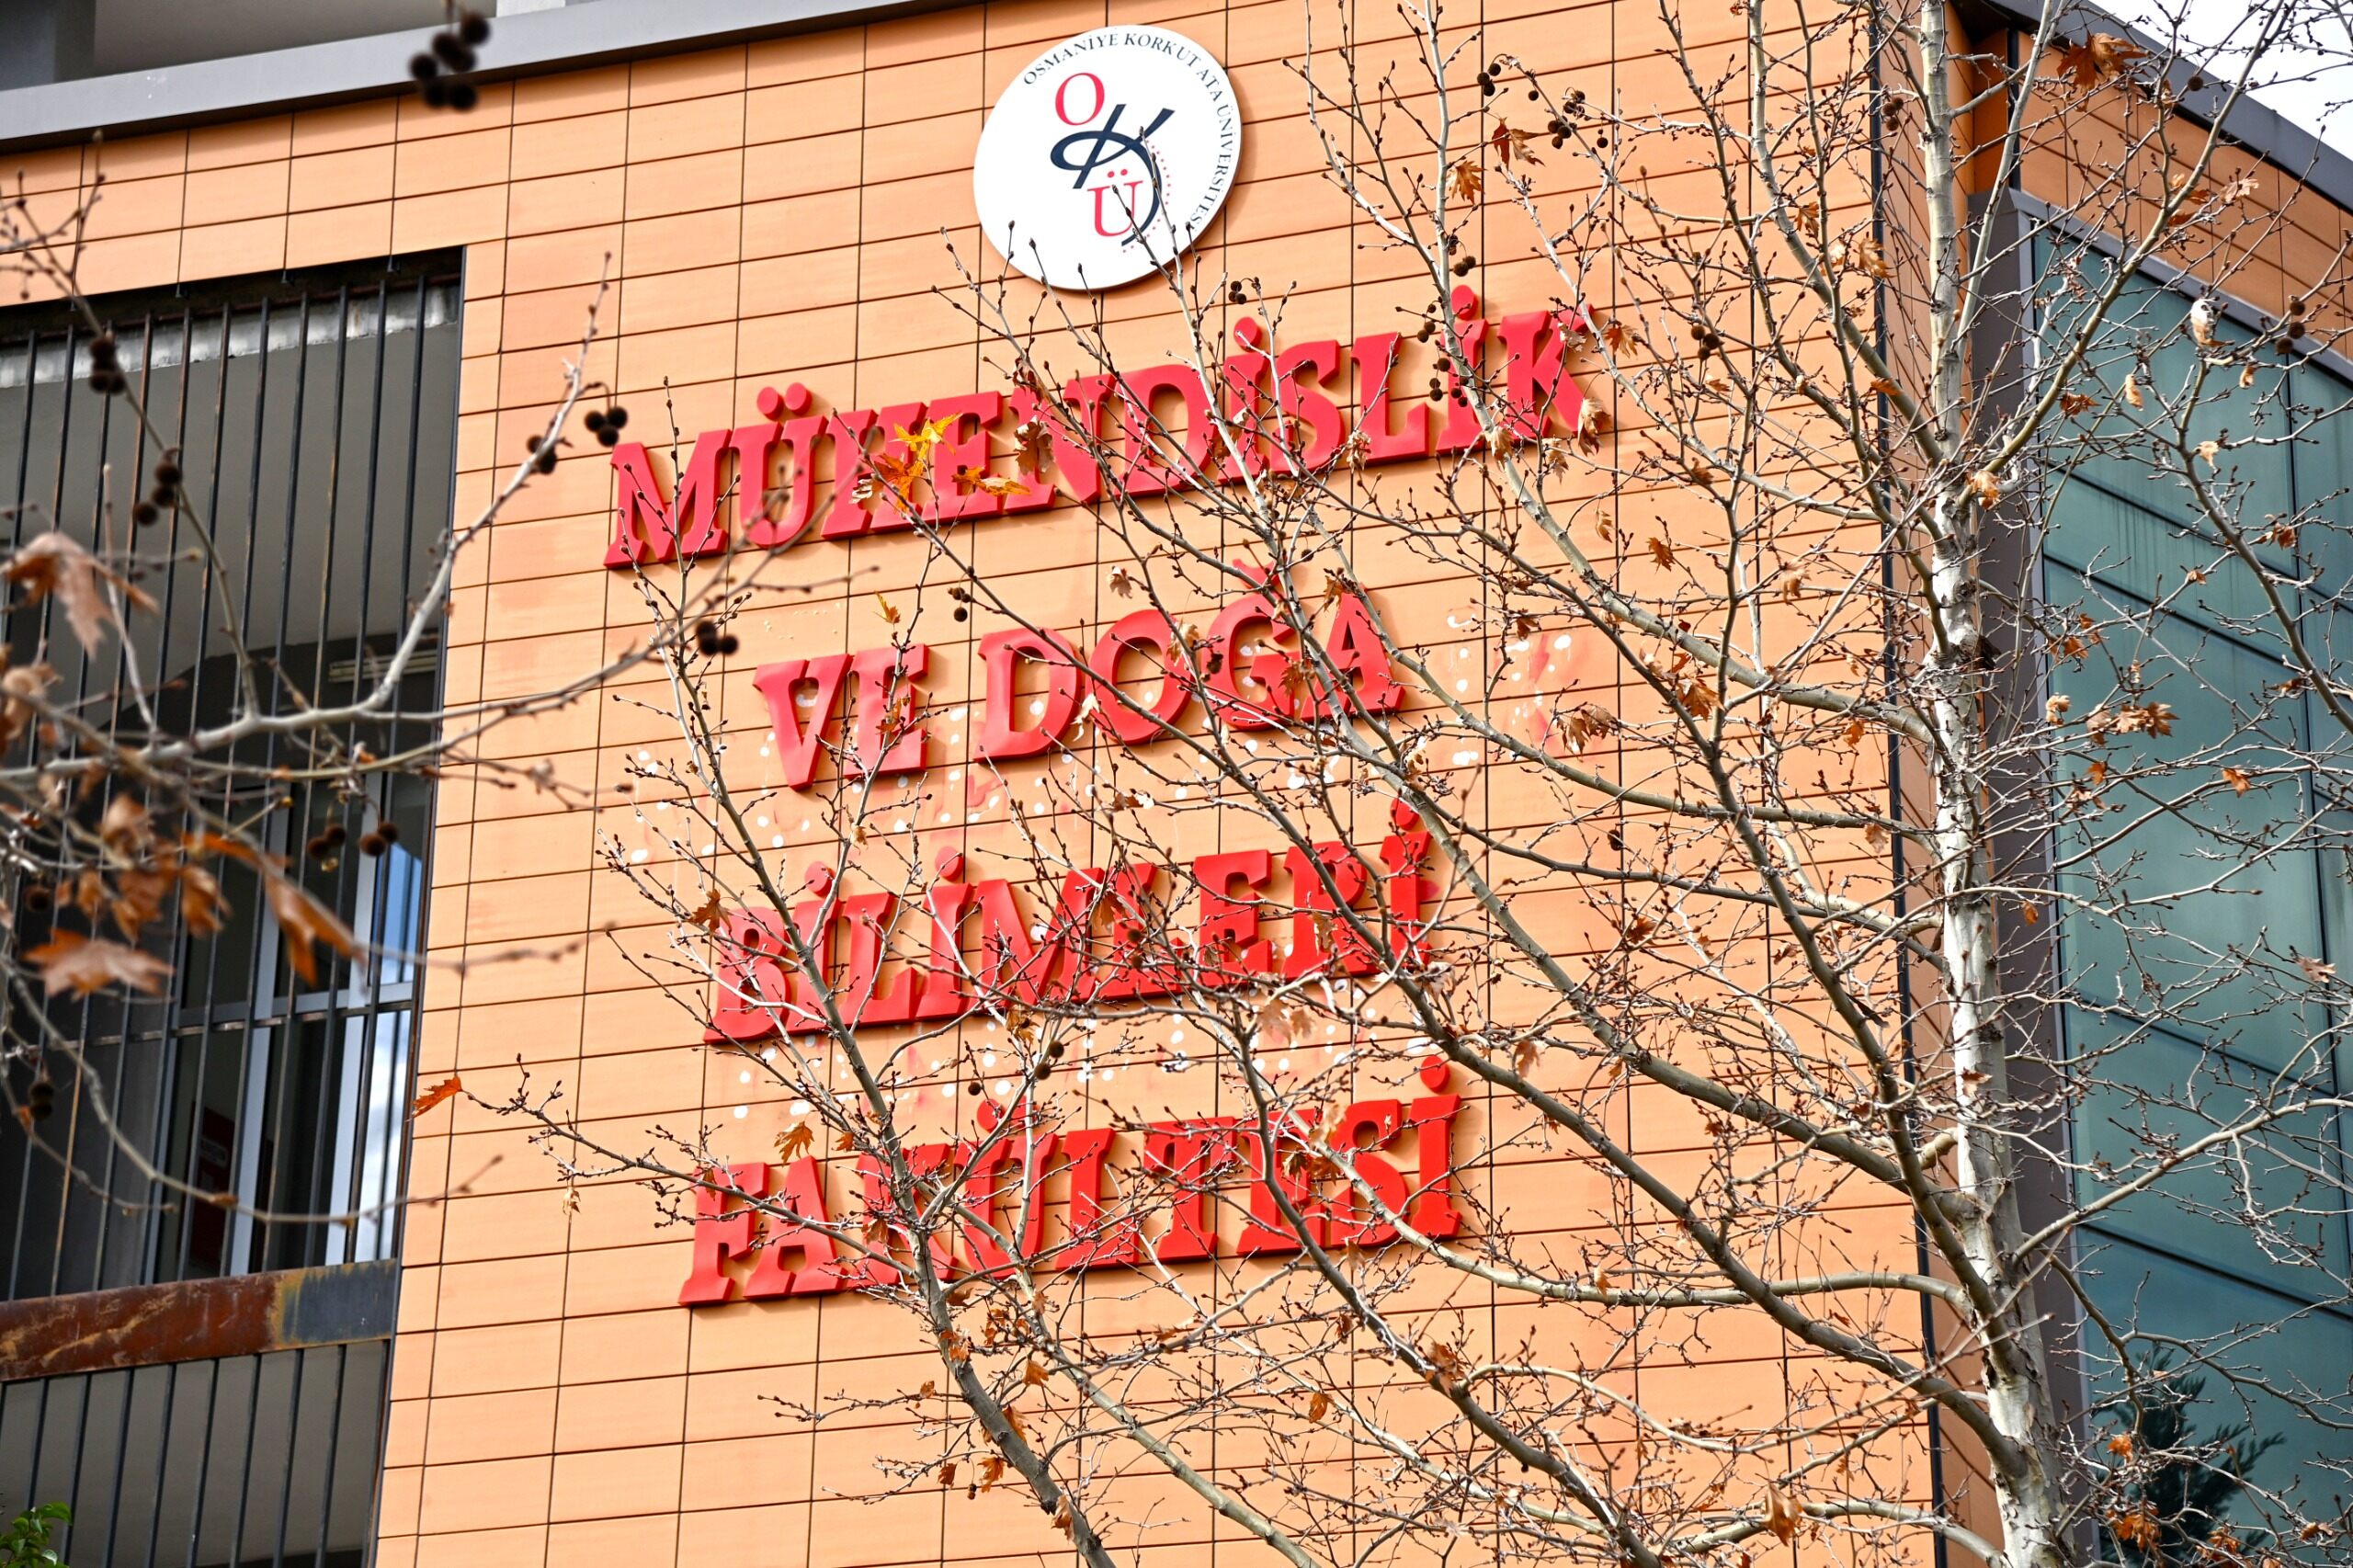 OSMANİYE KORKUT ATA ÜNİVERSİTESİ
OKÜ
MÜHENDİSLİK
VE DOĞA
BİLİMLERİ
FAKÜLTESİ